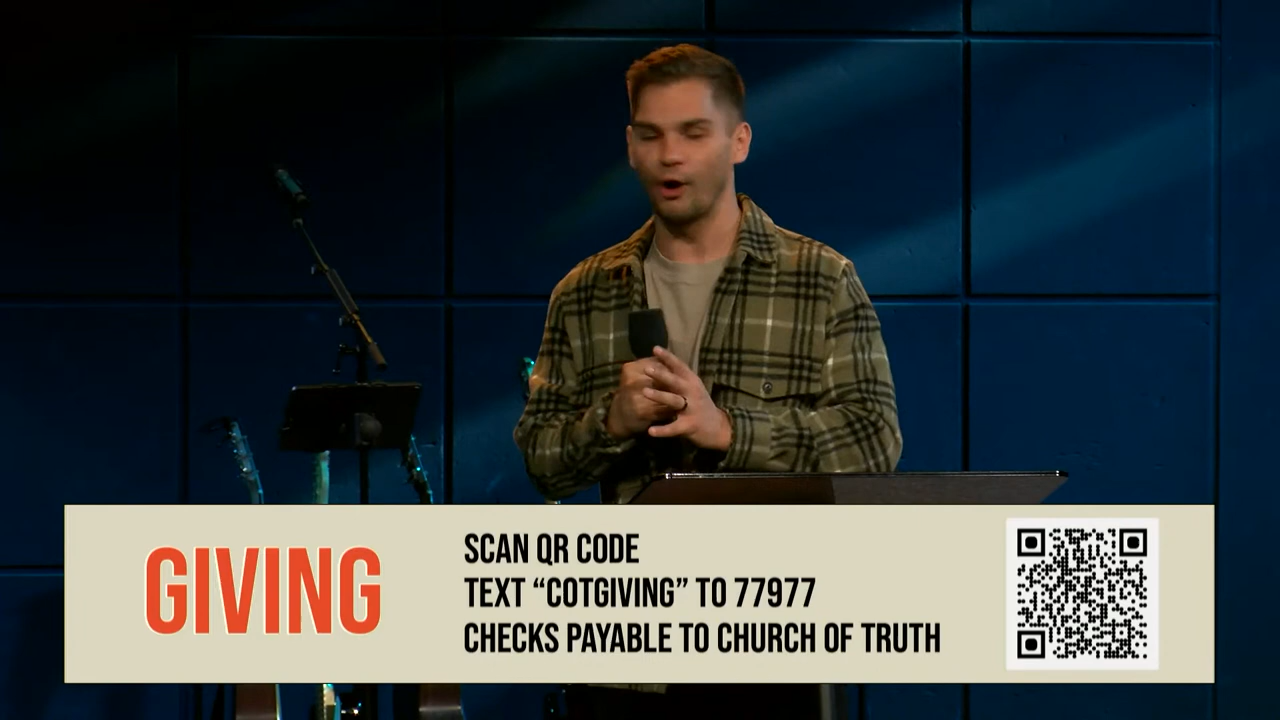 GIVING
SCAN QR CODE
TEXT “COTGIVING” TO 77977
CHECKS PAYABLE TO CHURCH OF TRUTH